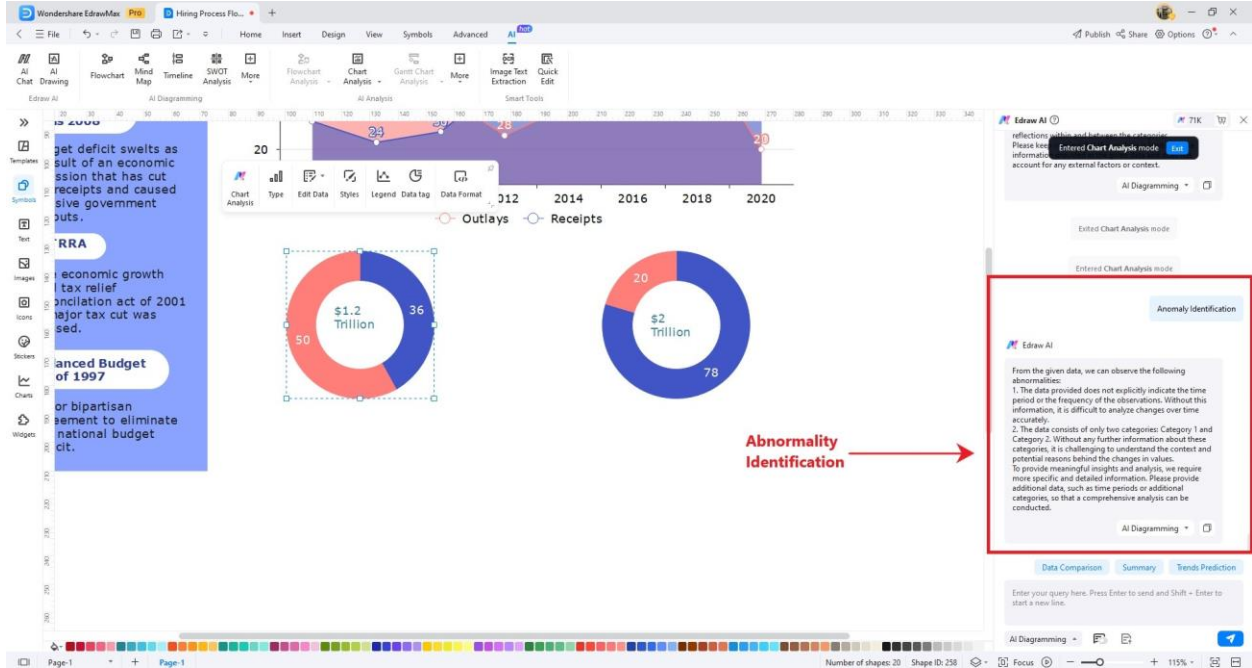 Wondershare EdrawMax Pro Hiring Process Flo... +
File Home Insert Design View Symbols Advanced AI hot Publish Share Options
AI Chat AI Drawing Flowchart Mind Map Timeline SWOT Analysis More Flowchart Analysis Chart Analysis Gantt Chart Analysis More Image Text Extraction Quick Edit
Edraw AI AI Diagramming AI Analysis Smart Tools
Templates
Symbols
Text
Images
Icons
Stickers
Charts
Widgets
is 2008
get deficit swelts as
sult of an economic
ssion that has cut
receipts and caused
sive government
outs.
RRA
economic growth
tax relief
oncilation act of 2001
najor tax cut was
sed.
anced Budget
of 1997
or bipartisan
eement to eliminate
national budget
cit.
20
24
28
20
Chart Analysis Type Edit Data Styles Legend Data tag Data Format
012 2014 2016 2018 2020
Outlays Receipts
$1.2
Trillion
36
50
20
$2
Trillion
78
Abnormality
Identification
Edraw AI 71K
reflections within and between the categories.
Please kee
informatio
account for any external factors or context.
Entered Chart Analysis mode Exit
AI Diagramming
Exited Chart Analysis mode
Entered Chart Analysis mode
Anomaly Identification
Edraw AI
From the given data, we can observe the following
abnormalities:
1. The data provided does not explicitly indicate the time
period or the frequency of the observations. Without this
information, it is difficult to analyze changes over time
accurately.
2. The data consists of only two categories: Category 1 and
Category 2. Without any further information about these
categories, it is challenging to understand the context and
potential reasons behind the changes in values.
To provide meaningful insights and analysis, we require
more specific and detailed information. Please provide
additional data, such as time periods or additional
categories, so that a comprehensive analysis can be
conducted.
AI Diagramming
Data Comparison Summary Trends Prediction
Enter your query here. Press Enter to send and Shift + Enter to
start a new line.
AI Diagramming
Page-1 + Page-1 Number of shapes: 20 Shape ID: 258 Focus 115%